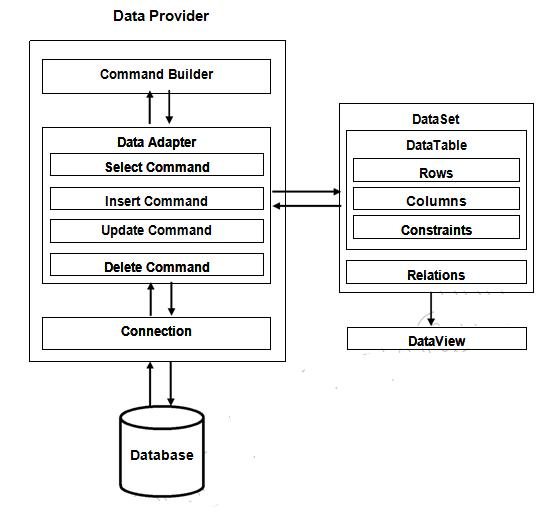 Data Provider
Command Builder
Data Adapter
Select Command
Insert Command
Update Command
Delete Command
Connection
Database
DataSet
DataTable
Rows
Columns
Constraints
Relations
DataView